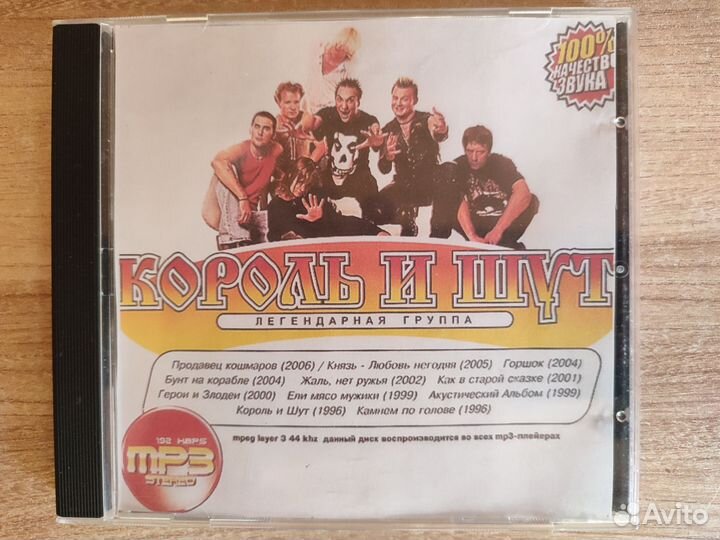 100%
КАЧЕСТВО
ЗВУКА
КОРОЛЬ И ШУТ
ЛЕГЕНДАРНАЯ ГРУППА
Продавец кошмаров (2006) / Князь - Любовь негодяя (2005) Горшок (2004)
Бунт на корабле (2004) Жаль, нет ружья (2002) Как в старой сказке (2001)
Герои и Злодеи (2000) Ели мясо мужики (1999) Акустический Альбом (1999)
Король и Шут (1996) Камнем по голове (1996)
192 KBPS
MP3
STEREO
mpeg layer 3 44 khz данный диск воспроизводится во всех mp3-плейерах
Avito